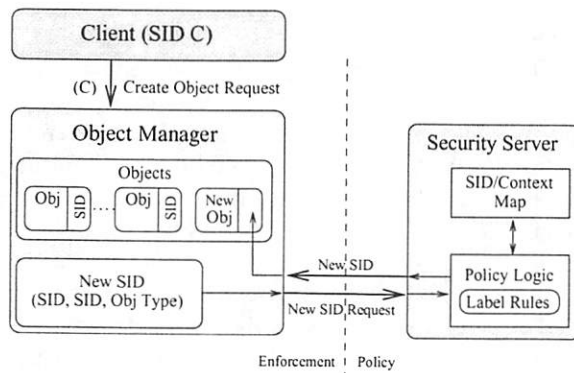 Client (SID C)
(C) Create Object Request
Object Manager
Objects
Obj SID ..... Obj SID New Obj
New SID
(SID, SID, Obj Type)
Security Server
SID/Context
Map
Policy Logic
Label Rules
New SID
New SID Request
Enforcement Policy